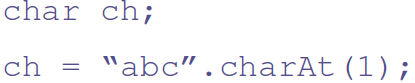 char ch;
ch = “abc”.charAt(1);